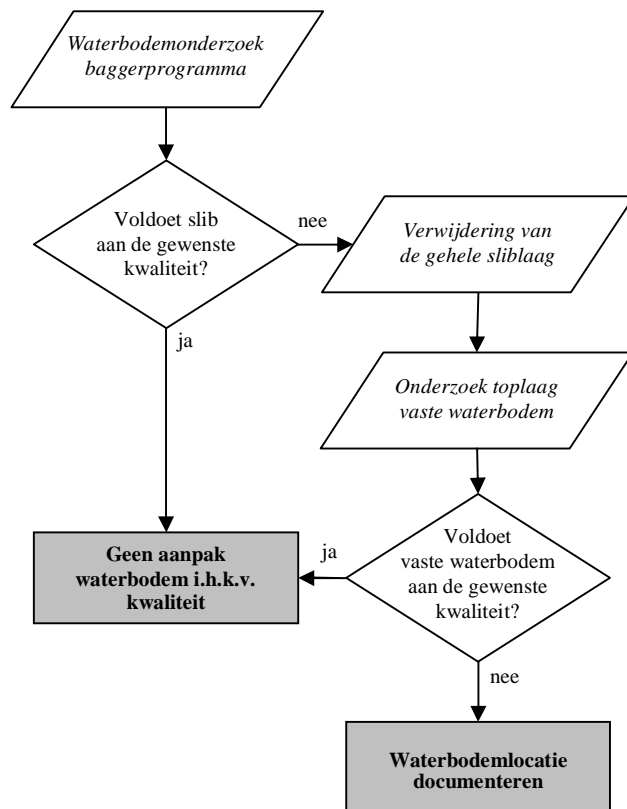 Waterbodemonderzoek
baggerprogramma
Voldoet slib
aan de gewenste
kwaliteit?
nee
Verwijdering van
de gehele sliblaag
ja
Onderzoek toplaag
vaste waterbodem
Geen aanpak
waterbodem i.h.k.v.
kwaliteit
ja
Voldoet
vaste waterbodem
aan de gewenste
kwaliteit?
nee
Waterbodemlocatie
documenteren